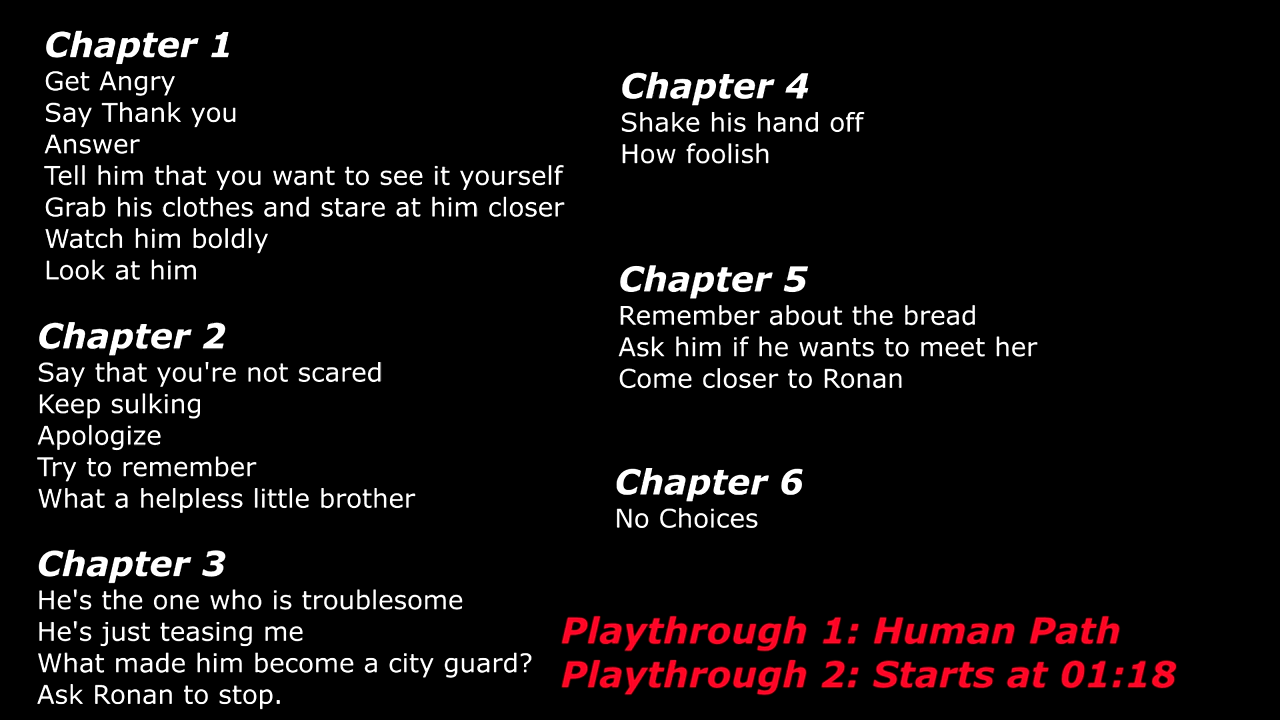 Chapter 1
Get Angry
Say Thank you
Answer
Tell him that you want to see it yourself
Grab his clothes and stare at him closer
Watch him boldly
Look at him
Chapter 2
Say that you're not scared
Keep sulking
Apologize
Try to remember
What a helpless little brother
Chapter 3
He's the one who is troublesome
He's just teasing me
What made him become a city guard?
Ask Ronan to stop.
Chapter 4
Shake his hand off
How foolish
Chapter 5
Remember about the bread
Ask him if he wants to meet her
Come closer to Ronan
Chapter 6
No Choices
Playthrough 1: Human Path
Playthrough 2: Starts at 01:18